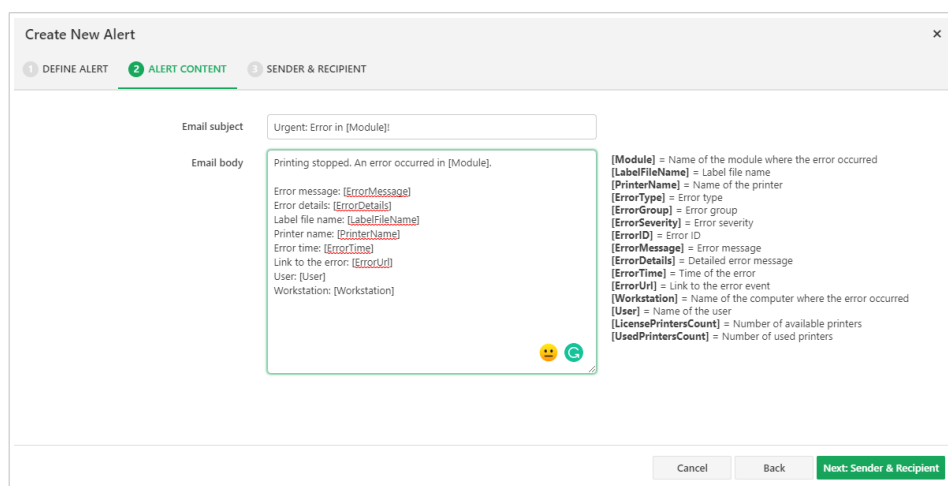 Create New Alert
×
1 DEFINE ALERT 2 ALERT CONTENT 3 SENDER & RECIPIENT
Email subject Urgent: Error in [Module]!
Email body Printing stopped. An error occurred in [Module].
Error message: [ErrorMessage]
Error details: [ErrorDetails]
Label file name: [LabelFileName]
Printer name: [PrinterName]
Error time: [ErrorTime]
Link to the error: [ErrorUrl]
User: [User]
Workstation: [Workstation]
[Module] = Name of the module where the error occurred
[LabelFileName] = Label file name
[PrinterName] = Name of the printer
[ErrorType] = Error type
[ErrorGroup] = Error group
[ErrorSeverity] = Error severity
[ErrorID] = Error ID
[ErrorMessage] = Error message
[ErrorDetails] = Detailed error message
[ErrorTime] = Time of the error
[ErrorUrl] = Link to the error event
[Workstation] = Name of the computer where the error occurred
[User] = Name of the user
[LicensePrintersCount] = Number of available printers
[UsedPrintersCount] = Number of used printers
Cancel Back Next: Sender & Recipient